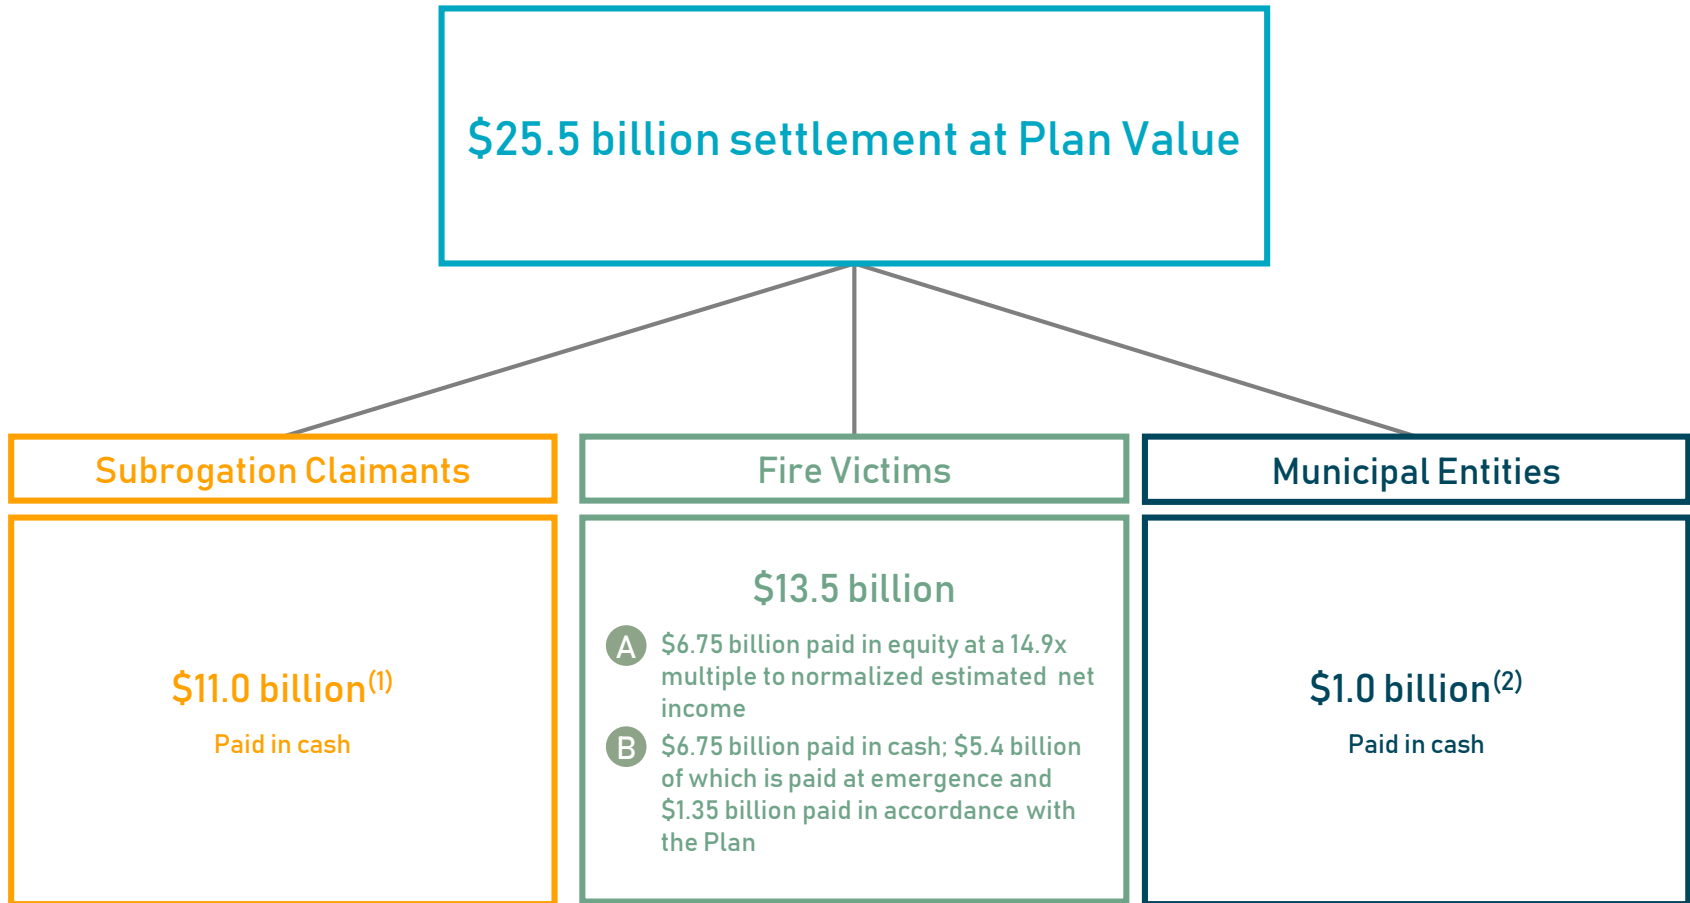 $25.5 billion settlement at Plan Value
Subrogation Claimants
$11.0 billion(1)
Paid in cash
Fire Victims
$13.5 billion
A $6.75 billion paid in equity at a 14.9x
multiple to normalized estimated net
income
B $6.75 billion paid in cash; $5.4 billion
of which is paid at emergence and
$1.35 billion paid in accordance with
the Plan
Municipal Entities
$1.0 billion(2)
Paid in cash